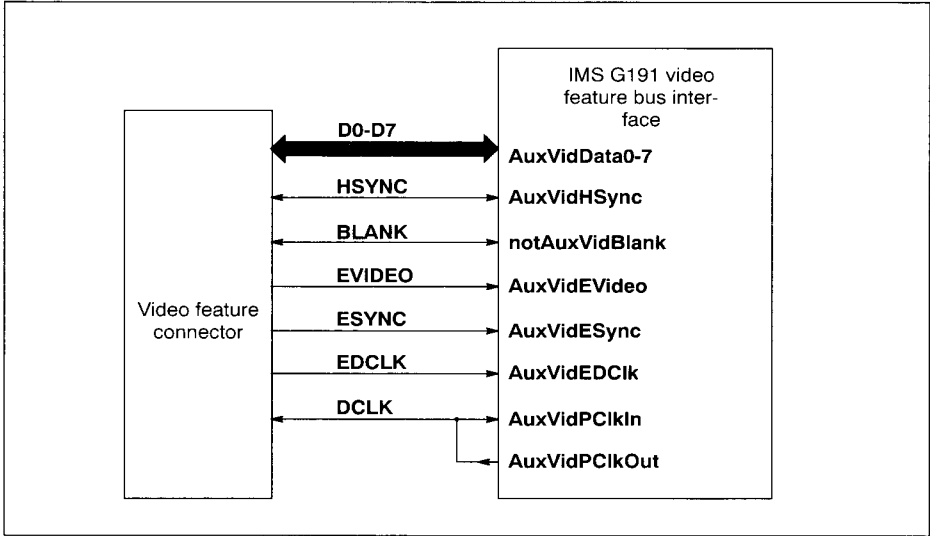 IMS G191 video
feature bus inter-
face
D0-D7
AuxVidData0-7
HSYNC
AuxVidHSync
BLANK
notAuxVidBlank
EVIDEO
AuxVidEVideo
Video feature
connector
ESYNC
AuxVidESync
EDCLK
AuxVidEDClk
DCLK
AuxVidPClkIn
AuxVidPClkOut